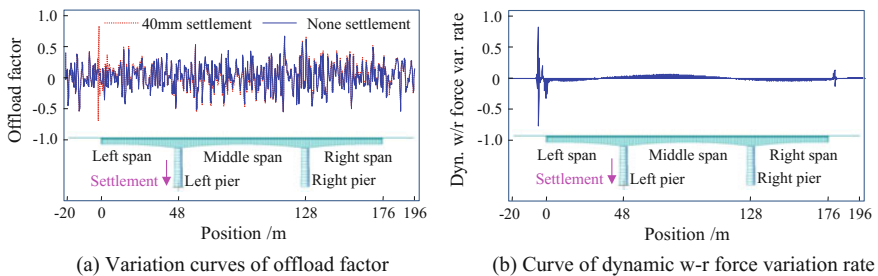 40mm settlement None settlement
Offload factor
1.0
0.5
0
-0.5
-1.0
Left span Middle span Right span
Settlement Left pier Right pier
-20 0 48 128 176 196
Position /m
(a) Variation curves of offload factor
Dyn. w/r force var. rate
1.0
0.5
0
-0.5
-1.0
Left span Middle span Right span
Settlement Left pier Right pier
-20 0 48 128 176 196
Position /m
(b) Curve of dynamic w-r force variation rate